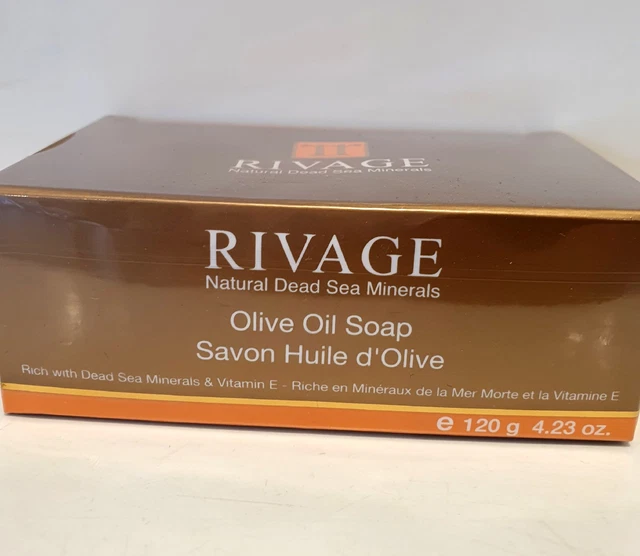 RIVAGE
Natural Dead Sea Minerals
RIVAGE
Natural Dead Sea Minerals
Olive Oil Soap
Savon Huile d'Olive
Rich with Dead Sea Minerals & Vitamin E - Riche en Minéraux de la Mer Morte et la Vitamine E
℮ 120 g 4.23 oz.